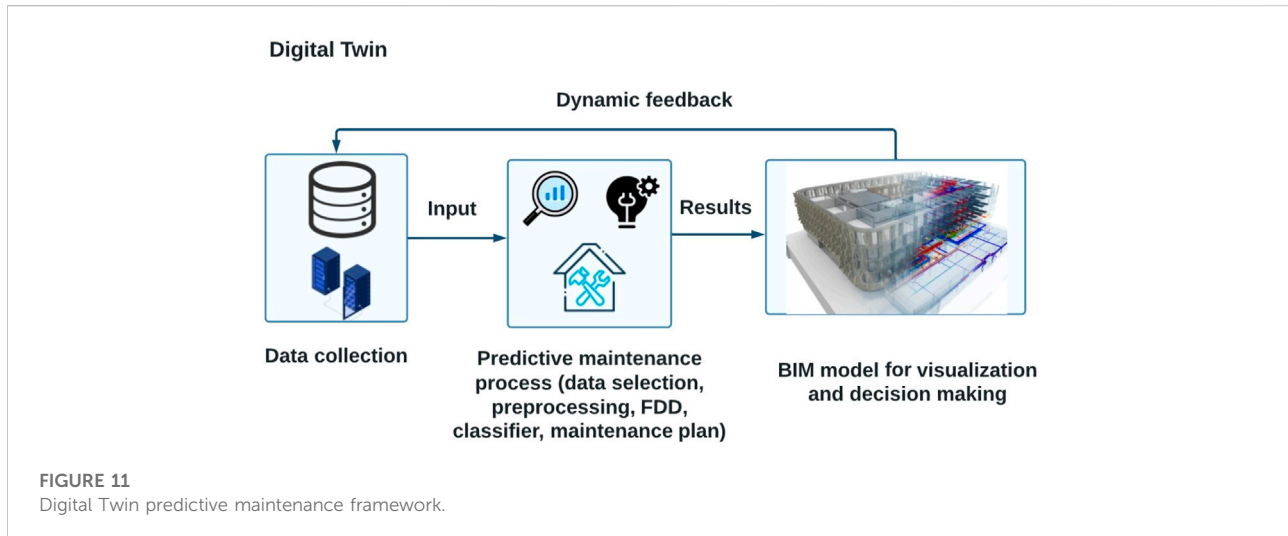 Digital Twin
Dynamic feedback
Input
Results
Data collection
Predictive maintenance
process (data selection,
preprocessing, FDD,
classifier, maintenance plan)
BIM model for visualization
and decision making
FIGURE 11
Digital Twin predictive maintenance framework.